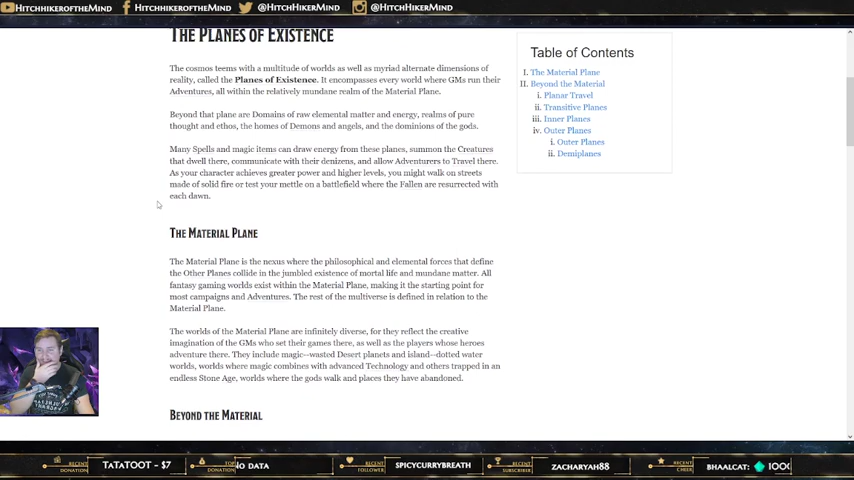 HITCHHIKEROFTHEMIND /HITCHHIKERMIND @HITCHHIKERMIND @HITCHHIKERMIND
THE PLANES OF EXISTENCE
The cosmos teems with a multitude of worlds as well as myriad alternate dimensions of
reality, called the Planes of Existence. It encompasses every world where GMs run their
Adventures, all within the relatively mundane realm of the Material Plane.
Beyond that plane are Domains of raw elemental matter and energy, realms of pure
thought and ethos, the homes of Demons and angels, and the dominions of the gods.
Many Spells and magic items can draw energy from these planes, summon the Creatures
that dwell there, communicate with their denizens, and allow Adventurers to Travel there.
As your character achieves greater power and higher levels, you might walk on streets
made of solid fire or test your mettle on a battlefield where the Fallen are resurrected with
each dawn.
THE MATERIAL PLANE
The Material Plane is the nexus where the philosophical and elemental forces that define
the Other Planes collide in the jumbled existence of mortal life and mundane matter. All
fantasy gaming worlds exist within the Material Plane, making it the starting point for
most campaigns and Adventures. The rest of the multiverse is defined in relation to the
Material Plane.
The worlds of the Material Plane are infinitely diverse, for they reflect the creative
imagination of the GMs who set their games there, as well as the players whose heroes
adventure there. They include magic--wasted Desert planets and island--dotted water
worlds, worlds where magic combines with advanced Technology and others trapped in an
endless Stone Age, worlds where the gods walk and places they have abandoned.
BEYOND THE MATERIAL
Table of Contents
I. The Material Plane
II. Beyond the Material
i. Planar Travel
ii. Transitive Planes
iii. Inner Planes
iv. Outer Planes
i. Outer Planes
ii. Demiplanes
RECENT DONATION TATATOOT - $7 TOP DONATION NO DATA RECENT FOLLOWER SPICYCURRYBREATH RECENT SUBSCRIBER ZACHARYAH88 RECENT CHEER BHAALCAT: 100